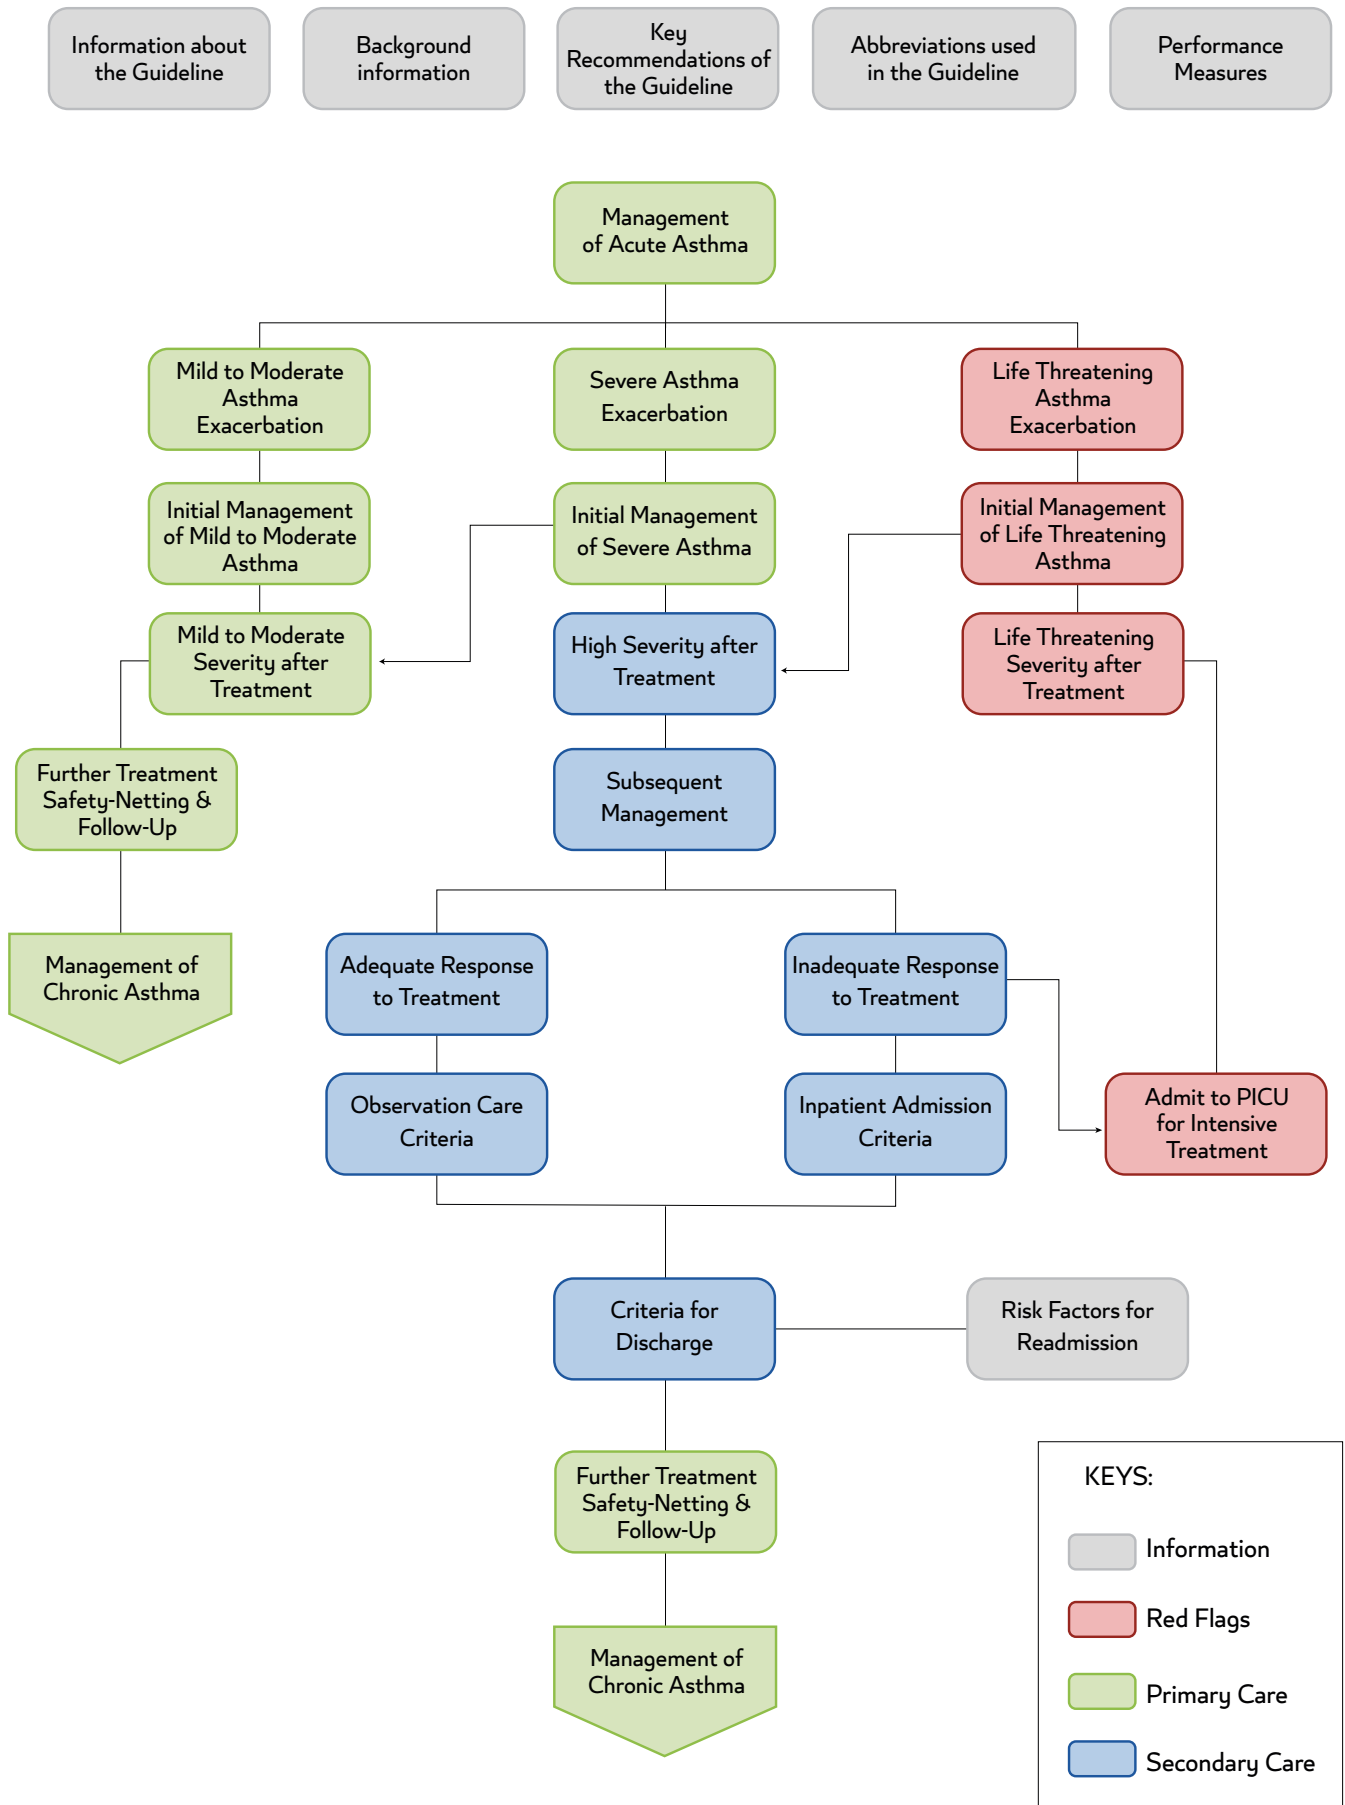 Information about
the Guideline
Background
information
Key
Recommendations of
the Guideline
Abbreviations used
in the Guideline
Performance
Measures
Management
of Acute Asthma
Mild to Moderate
Asthma
Exacerbation
Severe Asthma
Exacerbation
Life Threatening
Asthma
Exacerbation
Initial Management
of Mild to Moderate
Asthma
Initial Management
of Severe Asthma
Initial Management
of Life Threatening
Asthma
Mild to Moderate
Severity after
Treatment
High Severity after
Treatment
Life Threatening
Severity after
Treatment
Further Treatment
Safety-Netting &
Follow-Up
Subsequent
Management
Management of
Chronic Asthma
Adequate Response
to Treatment
Inadequate Response
to Treatment
Observation Care
Criteria
Inpatient Admission
Criteria
Admit to PICU
for Intensive
Treatment
Criteria for
Discharge
Risk Factors for
Readmission
Further Treatment
Safety-Netting &
Follow-Up
Management of
Chronic Asthma
KEYS:
Information
Red Flags
Primary Care
Secondary Care